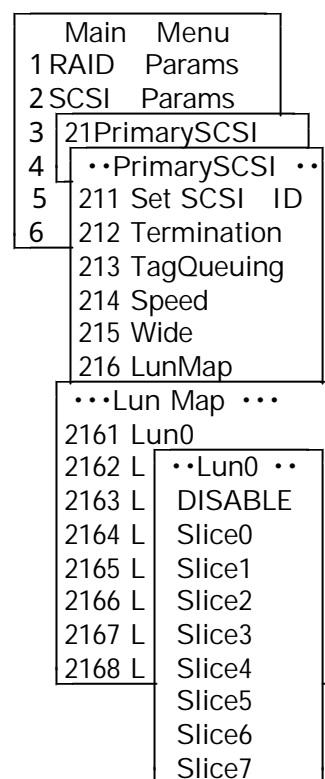 Main Menu
1 RAID Params
2 SCSI Params
3 21PrimarySCSI
4 ··PrimarySCSI ··
5 211 Set SCSI ID
6 212 Termination
213 TagQueuing
214 Speed
215 Wide
216 LunMap
···Lun Map ···
2161 Lun0
2162 L ··Lun0 ··
2163 L DISABLE
2164 L Slice0
2165 L Slice1
2166 L Slice2
2167 L Slice3
2168 L Slice4
Slice5
Slice6
Slice7